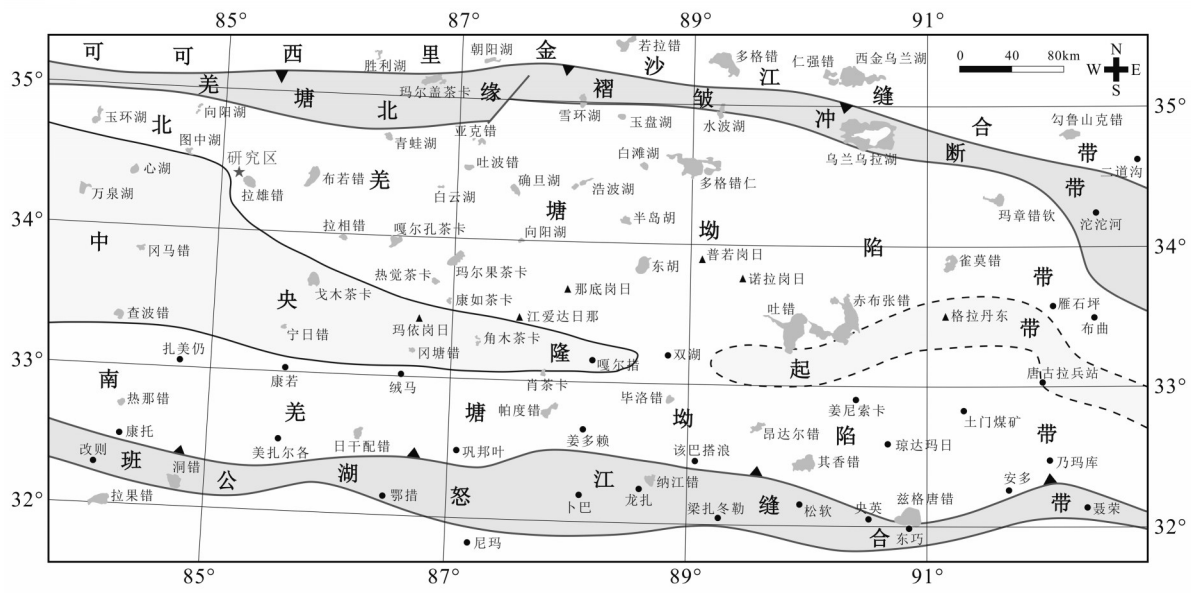 85°
87°
89°
91°
可可西里金沙江缝合带
羌塘北缘褶皱冲断带
北羌塘坳陷带
中央隆起带
南羌塘坳陷带
班公湖怒江缝合带
0 40 80km
N
W E
S
35°
35°
34°
34°
33°
33°
32°
32°
朝阳湖
若拉错
胜利湖
多格错
仁强错
西金乌兰湖
玛尔盖茶卡
玉环湖
向阳湖
雪环湖
玉盘湖
水波湖
勾鲁山克错
亚克错
青蛙湖
图中湖
研究区
乌兰乌拉湖
二道沟
心湖
吐波错
白滩湖
万泉湖
拉雄错
布若错
白云湖
确旦湖
浩波湖
多格错仁
玛章错钦
沱沱河
拉相错
嘎尔孔茶卡
向阳湖
半岛胡
冈马错
普若岗日
雀莫错
热觉茶卡
玛尔果茶卡
东胡
诺拉岗日
戈木茶卡
康如茶卡
那底岗日
吐错
赤布张错
雁石坪
查波错
玛依岗日
江爱达日那
格拉丹东
布曲
宁日错
角木茶卡
扎美仍
冈塘错
嘎尔措
双湖
康若
绒马
肖茶卡
唐古拉兵站
热那错
帕度错
毕洛错
姜尼索卡
土门煤矿
康托
改则
美扎尔各
日干配错
巩邦叶
姜多赖
该巴搭浪
昂达尔错
琼达玛日
洞错
其香错
乃玛库
拉果错
鄂措
卜巴
龙扎
纳江错
梁扎冬勒
松软
央英
兹格唐错
安多
聂荣
东巧
尼玛
85°
87°
89°
91°